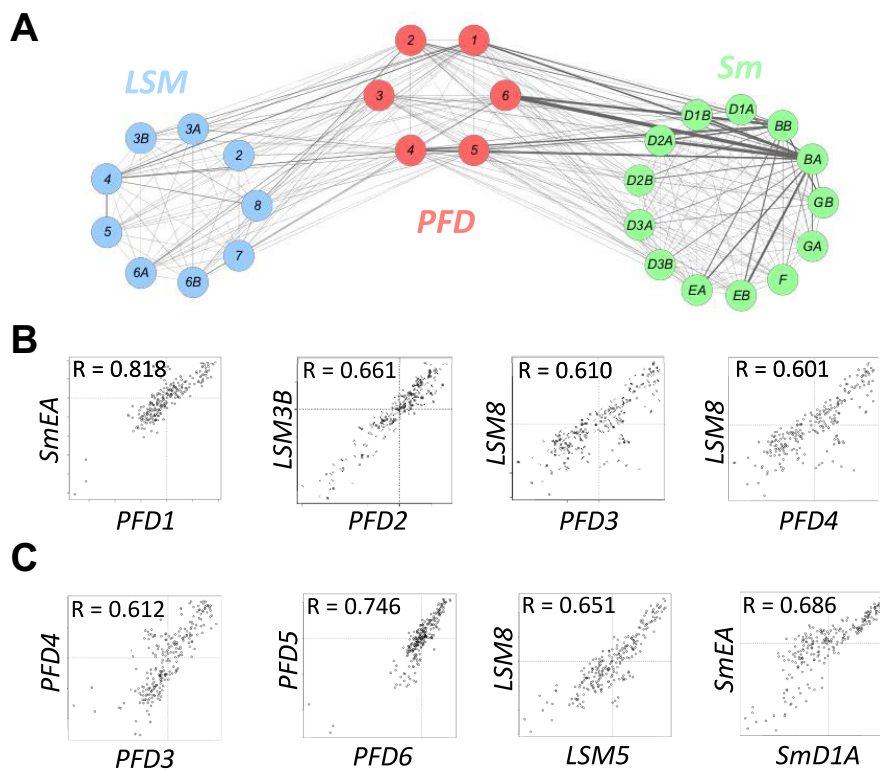 A
LSM
PFD
Sm
2
1
3
6
4
5
3B
3A
2
4
8
5
7
6A
6B
D1B
D1A
BB
D2A
BA
D2B
GB
D3A
GA
D3B
F
EA
EB
B
R = 0.818
SmEA
PFD1
R = 0.661
LSM3B
PFD2
R = 0.610
LSM8
PFD3
R = 0.601
LSM8
PFD4
C
R = 0.612
PFD4
PFD3
R = 0.746
PFD5
PFD6
R = 0.651
LSM8
LSM5
R = 0.686
SmEA
SmD1A